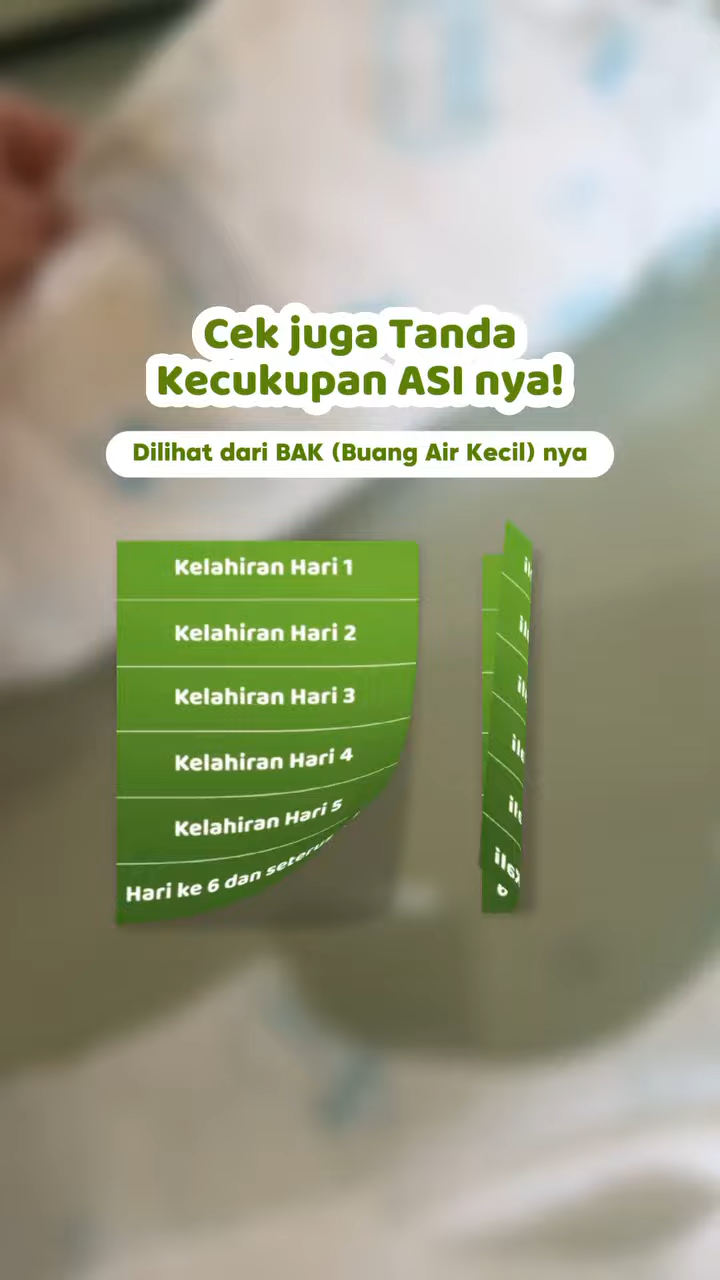 Cek juga Tanda
Kecukupan ASI nya!
Dilihat dari BAK (Buang Air Kecil) nya
Kelahiran Hari 1
Kelahiran Hari 2
Kelahiran Hari 3
Kelahiran Hari 4
Kelahiran Hari 5
Hari ke 6 dan